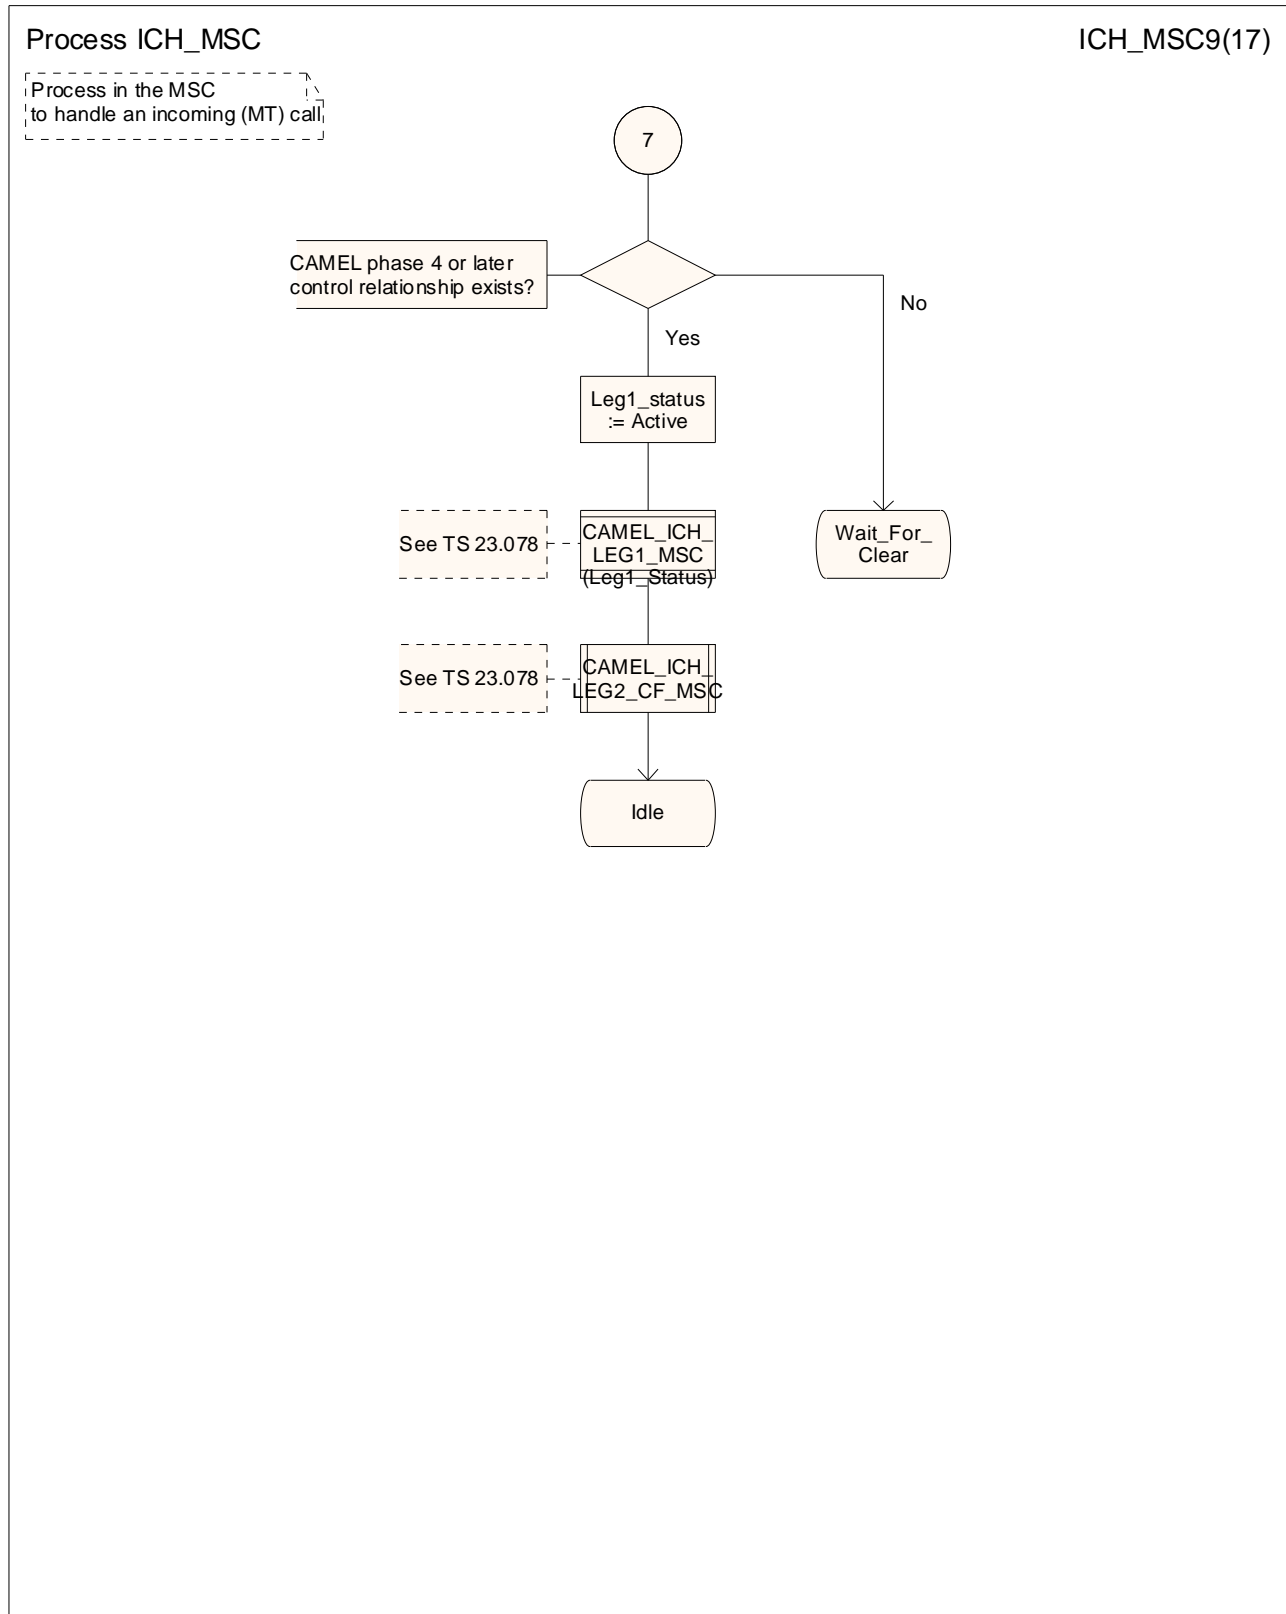 Process ICH_MSC
ICH_MSC9(17)
Process in the MSC
to handle an incoming (MT) call
7
CAMEL phase 4 or later
control relationship exists?
No
Yes
Leg1_status
:= Active
See TS 23.078
CAMEL_ICH_
LEG1_MSC
(Leg1_Status)
Wait_For_
Clear
See TS 23.078
CAMEL_ICH_
LEG2_CF_MSC
Idle